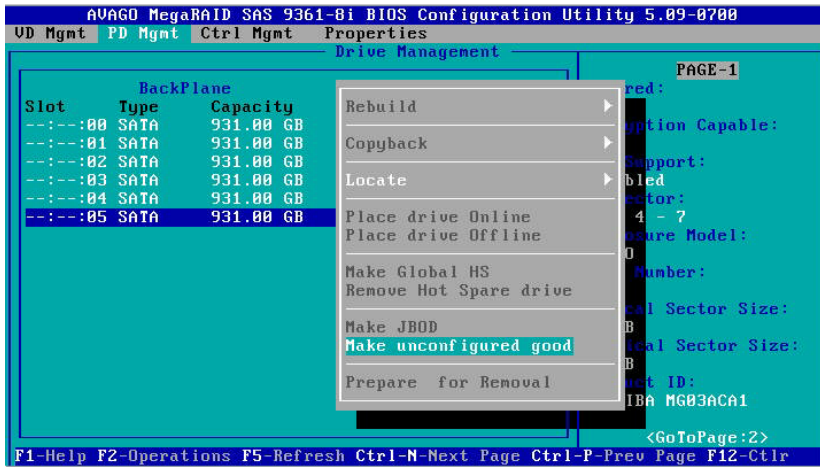 AVAGO MegaRAID SAS 9361-8i BIOS Configuration Utility 5.09-0700
VD Mgmt PD Mgmt Ctrl Mgmt Properties
Drive Management
BackPlane
Slot Type Capacity
--:--:00 SATA 931.00 GB
--:--:01 SATA 931.00 GB
--:--:02 SATA 931.00 GB
--:--:03 SATA 931.00 GB
--:--:04 SATA 931.00 GB
--:--:05 SATA 931.00 GB
Rebuild
Copyback
Locate
Place drive Online
Place drive Offline
Make Global HS
Remove Hot Spare drive
Make JBOD
Make unconfigured good
Prepare for Removal
PAGE-1
red:
yption Capable:
Support:
bled
ctor:
4 - 7
osure Model:
O
Number:
cal Sector Size:
B
ical Sector Size:
B
ct ID:
IBA MG03ACA1
<GoToPage:2>
F1-Help F2-Operations F5-Refresh Ctrl-N-Next Page Ctrl-P-Prev Page F12-Ctlr